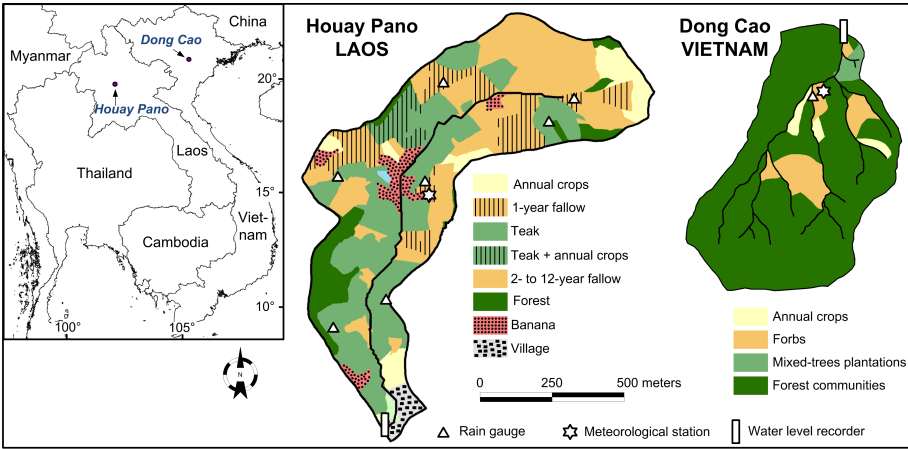 China
Dong Cao
Myanmar
20°
Houay Pano
Laos
Thailand
15°
Viet-
nam
Cambodia
10°
100°
105°
N
Houay Pano
LAOS
Annual crops
1-year fallow
Teak
Teak + annual crops
2- to 12-year fallow
Forest
Banana
Village
0 250 500 meters
Dong Cao
VIETNAM
Annual crops
Forbs
Mixed-trees plantations
Forest communities
Rain gauge Meteorological station Water level recorder